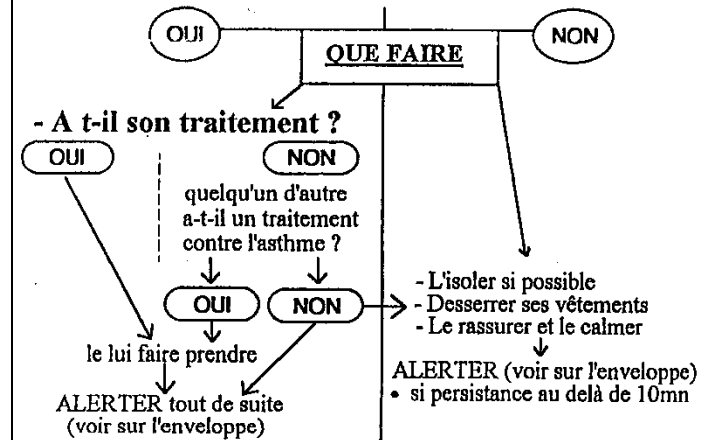 OUI
NON
QUE FAIRE
- A t-il son traitement ?
OUI
NON
quelqu'un d'autre
a-t-il un traitement
contre l'asthme ?
OUI
NON
le lui faire prendre
ALERTER tout de suite
(voir sur l'enveloppe)
- L'isoler si possible
- Desserrer ses vêtements
- Le rassurer et le calmer
ALERTER (voir sur l'enveloppe)
• si persistance au delà de 10mn